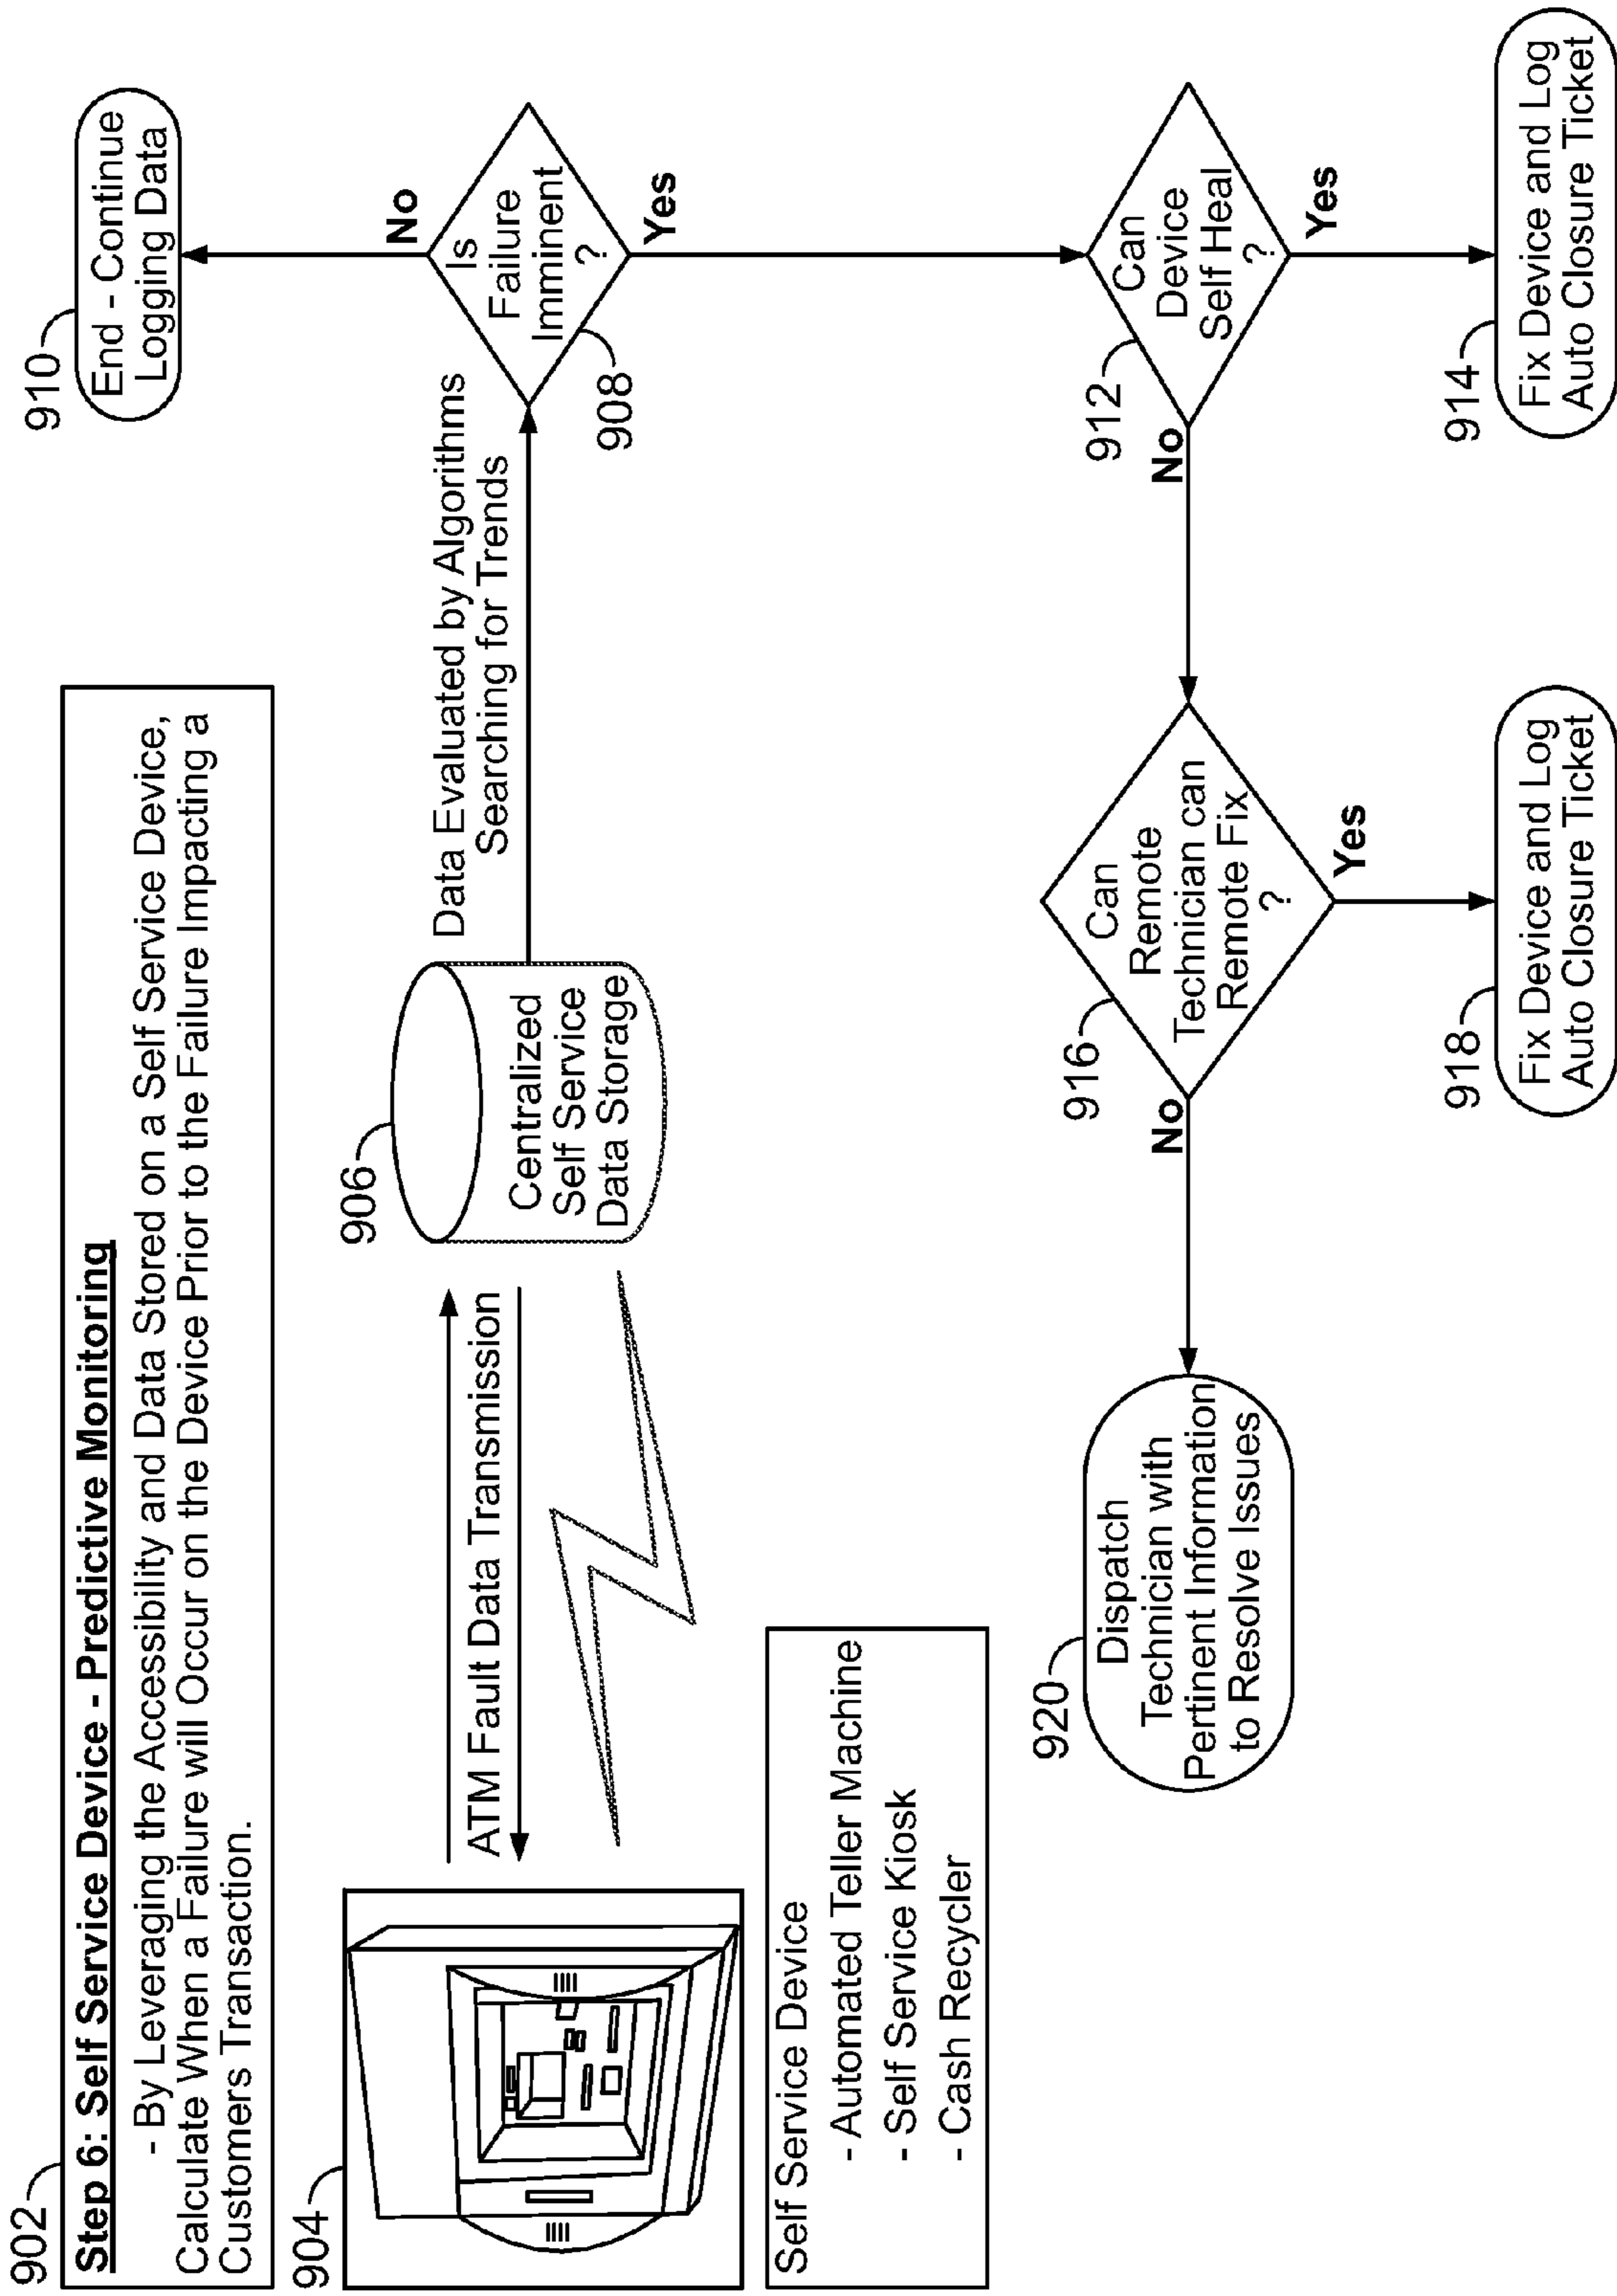 902
Step 6: Self Service Device - Predictive Monitoring
- By Leveraging the Accessibility and Data Stored on a Self Service Device,
Calculate When a Failure will Occur on the Device Prior to the Failure Impacting a
Customers Transaction.
904
ATM Fault Data Transmission
906
Centralized
Self Service
Data Storage
Data Evaluated by Algorithms
Searching for Trends
Is
Failure
Imminent
?
908
No
Yes
910
End - Continue
Logging Data
Self Service Device
- Automated Teller Machine
- Self Service Kiosk
- Cash Recycler
912
Can
Device
Self Heal
?
No
Yes
914
Fix Device and Log
Auto Closure Ticket
916
Can
Remote
Technician can
Remote Fix
?
No
Yes
918
Fix Device and Log
Auto Closure Ticket
920
Dispatch
Technician with
Pertinent Information
to Resolve Issues